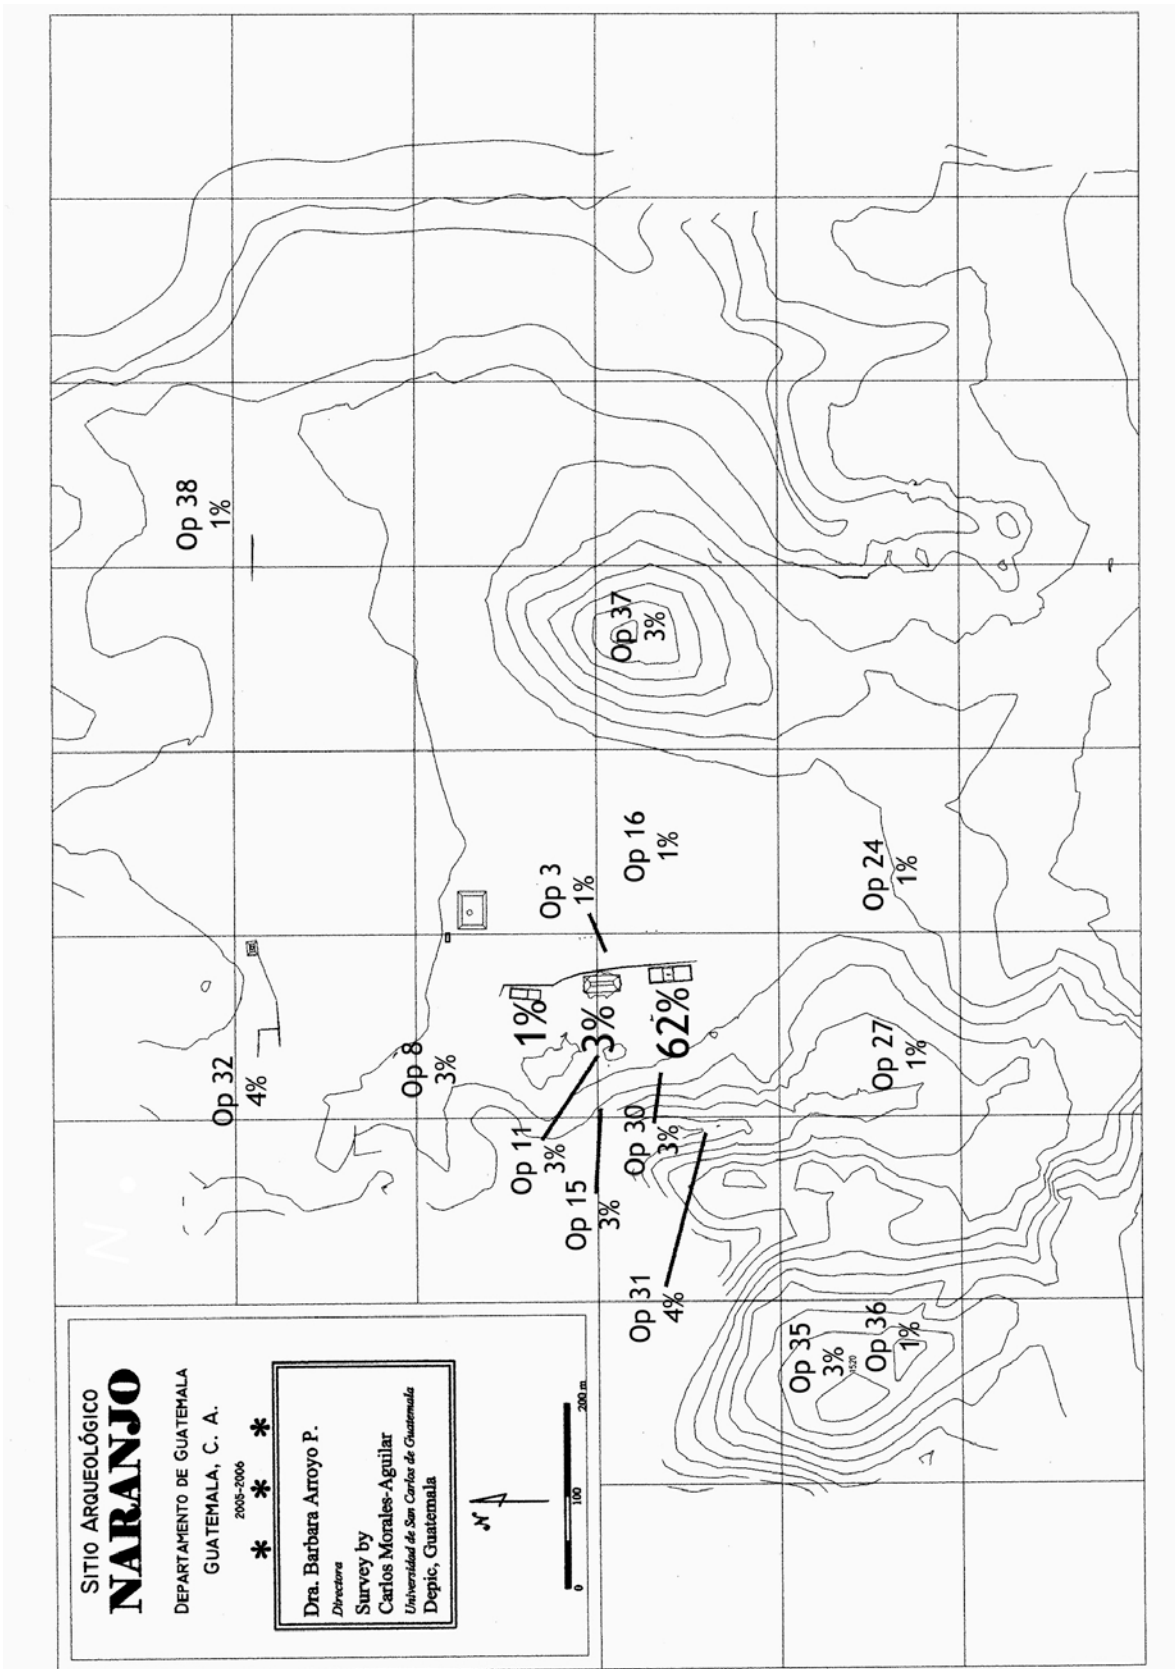 SITIO ARQUEOLÓGICO
NARANJO
DEPARTAMENTO DE GUATEMALA
GUATEMALA, C. A.
2005-2006
* * *
Dra. Barbara Arroyo P.
Directora
Survey by
Carlos Morales-Aguilar
Universidad de San Carlos de Guatemala
Depic, Guatemala
N
0 100 200 m
Op 38
1%
Op 32
4%
Op 8
3%
Op 37
3%
Op 3
1%
Op 16
1%
Op 24
1%
1%
3%
62%
Op 11
3%
Op 15
3%
Op 30
3%
Op 31
4%
Op 27
1%
Op 35
3%
1520
Op 36
1%
N